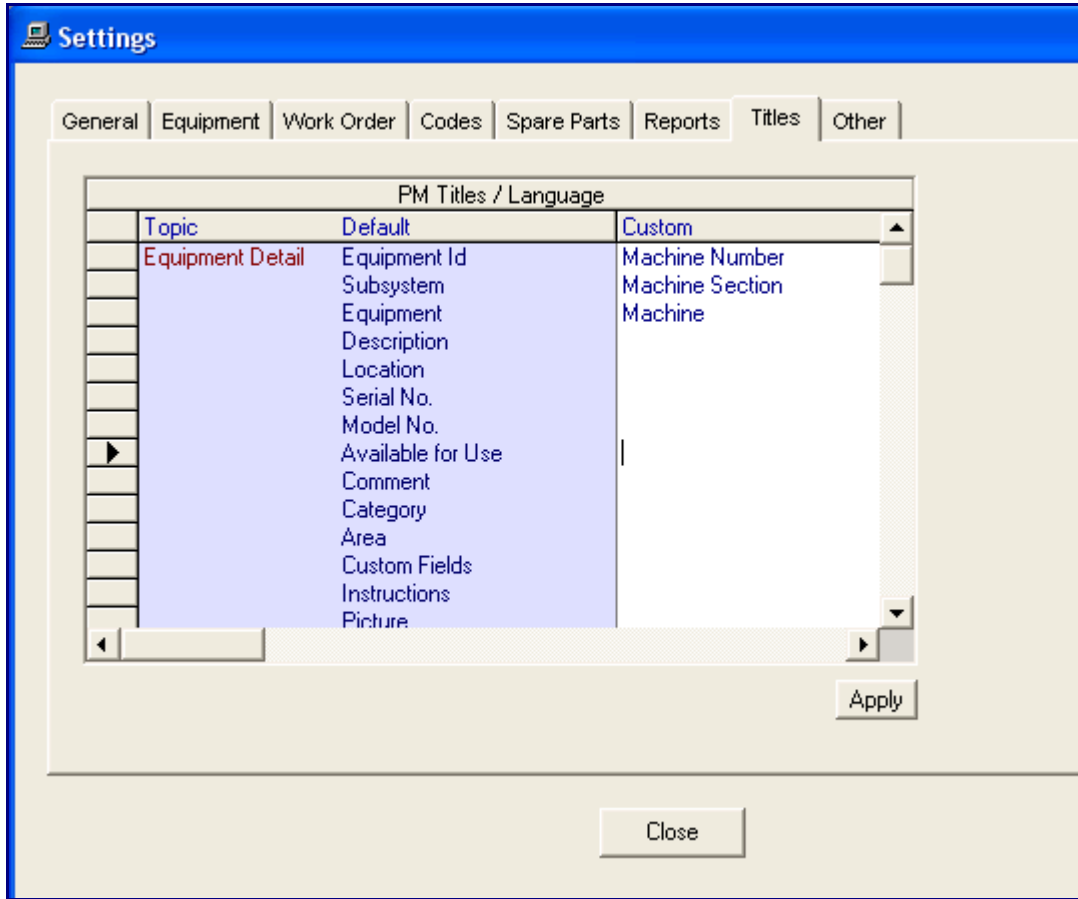 Settings
General Equipment Work Order Codes Spare Parts Reports Titles Other
PM Titles / Language
Topic Default Custom
Equipment Detail Equipment Id Machine Number
Subsystem Machine Section
Equipment Machine
Description
Location
Serial No.
Model No.
Available for Use
Comment
Category
Area
Custom Fields
Instructions
Picture
Apply
Close